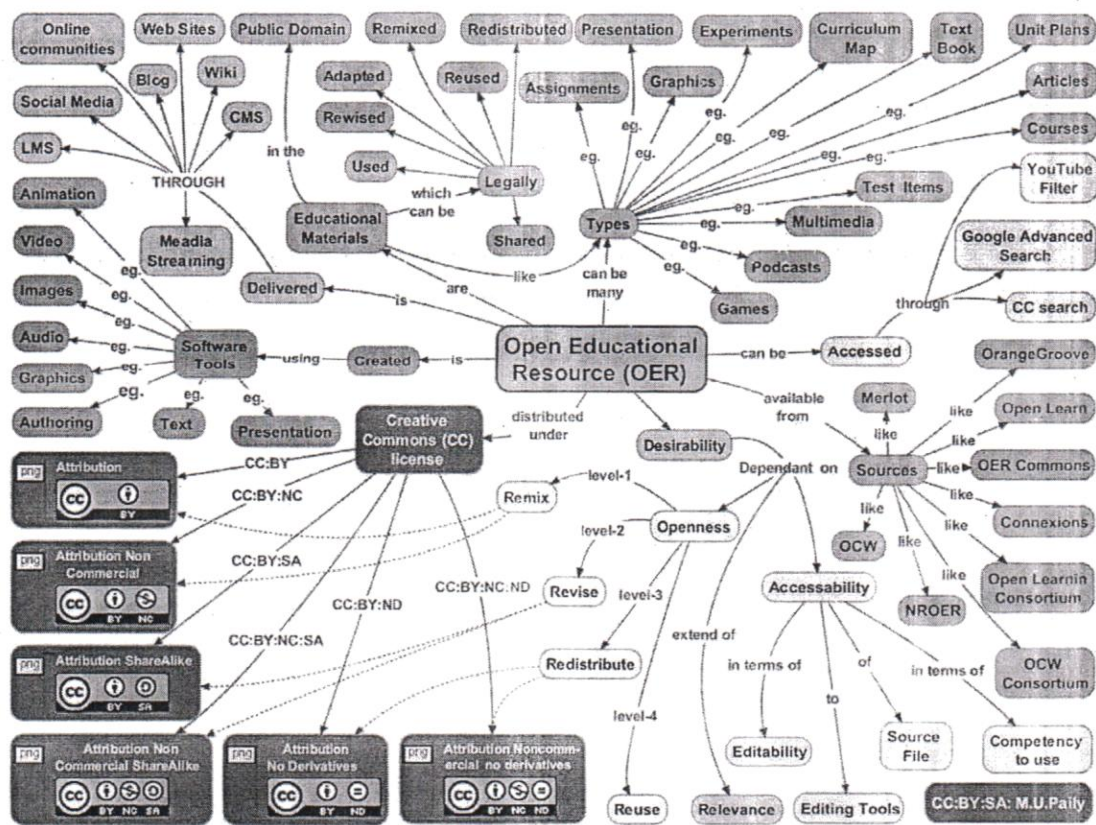 Online
communities
Web Sites
Public Domain
Remixed
Redistributed
Presentation
Experiments
Curriculum
Map
Text
Book
Unit Plans
Blog
Wiki
Adapted
Reused
Assignments
Graphics
Articles
Social Media
CMS
Rewised
eg.
eg.
eg.
eg.
eg.
eg.
Courses
LMS
in the
Used
Legally
eg.
eg.
eg.
YouTube
Filter
THROUGH
which
can be
Test Items
Animation
Educational
Materials
Types
eg.
eg.
Multimedia
Shared
Video
Meadia
Streaming
eg.
Google Advanced
Search
like
can be
many
eg.
Podcasts
eg.
Images
eg.
Delivered
is
are
Games
through
CC search
eg.
Audio
Software
Tools
using
Created
is
Open Educational
Resource (OER)
can be
Accessed
OrangeGroove
eg.
Graphics
eg.
Merlot
like
Open Learn
eg.
eg.
eg.
distributed
under
available
from
like
like
Authoring
Text
Presentation
Creative
Commons (CC)
license
Desirability
Sources
like
OER Commons
png
Attribution
CC
BY
CC:BY
Dependant on
like
Remix
level-1
like
like
Connexions
CC:BY:NC
Openness
OCW
level-2
like
png
Attribution Non
Commercial
CC
BY NC
CC:BY:SA
Accessability
like
Open Learnin
Consortium
CC:BY:ND
CC:BY:NC:ND
Revise
level-3
NROER
CC:BY:NC:SA
extend of
png
Attribution ShareAlike
CC
BY SA
Redistribute
in terms of
of
in terms of
OCW
Consortium
to
level-4
png
Attribution Non
Commercial ShareAlike
CC
BY NC SA
png
Attribution
No Derivatives
CC
BY ND
png
Attribution Noncomm-
ercial no derivatives
CC
BY NC ND
Editability
Source
File
Competency
to use
Reuse
Relevance
Editing Tools
CC:BY:SA: M.U.Paily